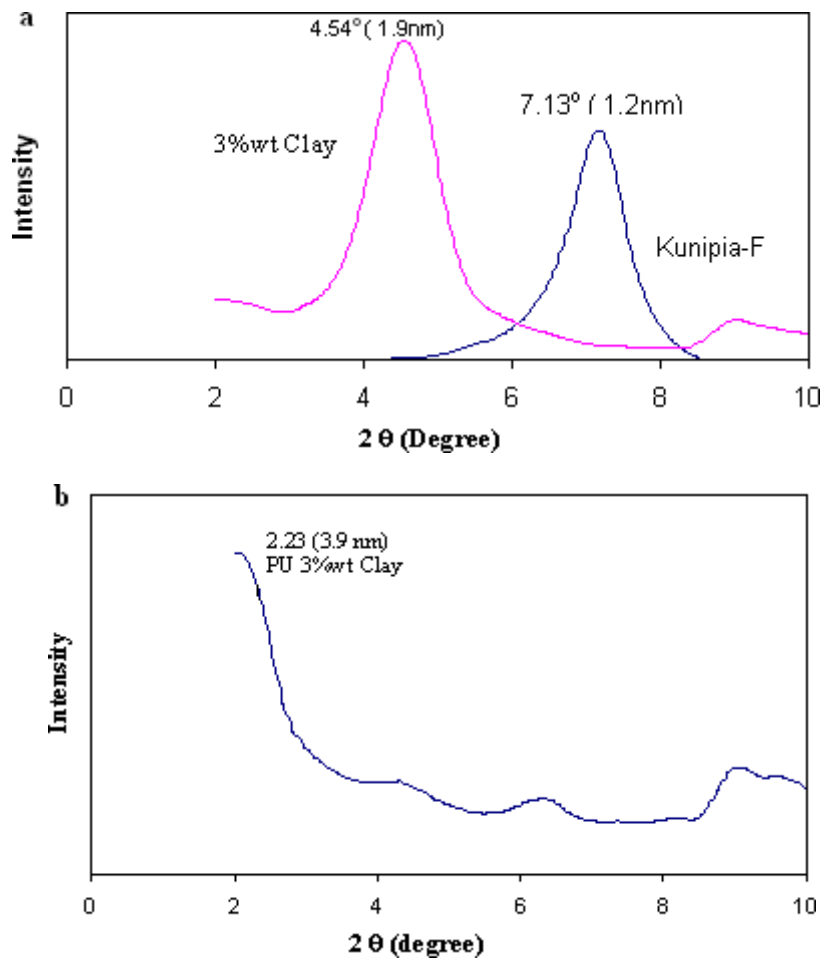 a
4.54° ( 1.9nm)
7.13° ( 1.2nm)
3%wt Clay
Kunipia-F
Intensity
0 2 4 6 8 10
2 θ (Degree)
b
2.23 (3.9 nm)
PU 3%wt Clay
Intensity
0 2 4 6 8 10
2 θ (degree)